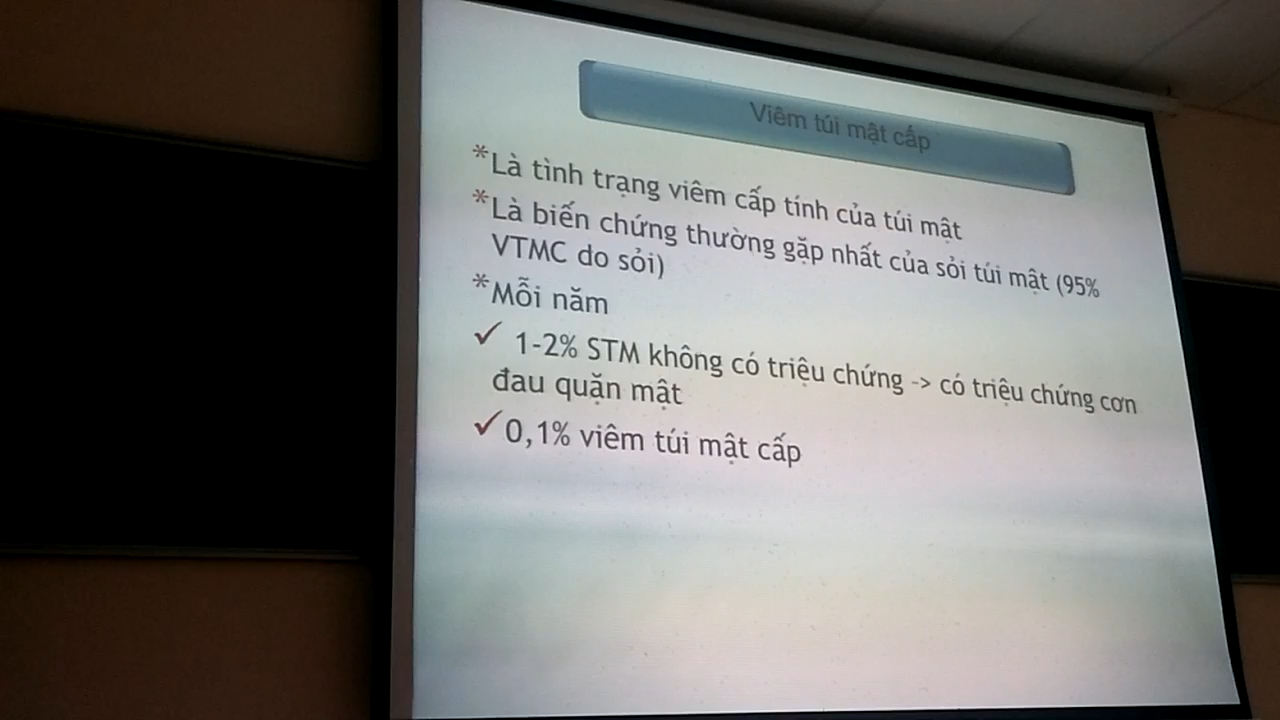 Viêm túi mật cấp
*Là tình trạng viêm cấp tính của túi mật
*Là biến chứng thường gặp nhất của sỏi túi mật (95%
VTMC do sỏi)
*Mỗi năm
✓ 1-2% STM không có triệu chứng -> có triệu chứng cơn
đau quặn mật
✓0,1% viêm túi mật cấp